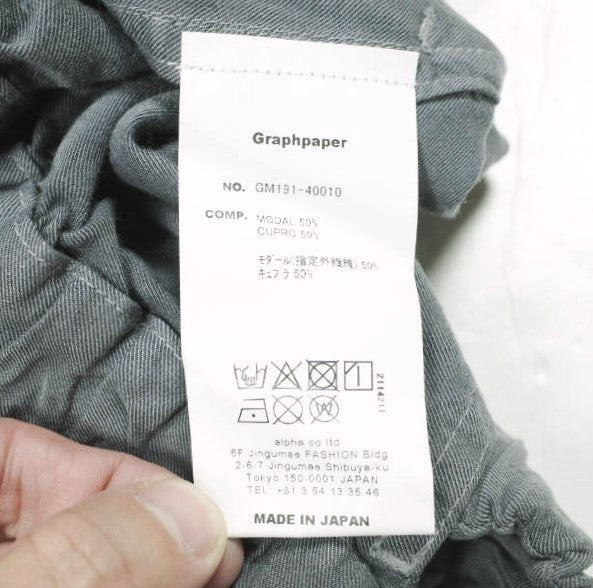 Graphpaper
NO. GM191-40010
COMP. MODAL 50%
CUPRO 50%
モダール(指定外繊維)50%
キュプラ 50%
2114211
alpha co ltd
6F Jingumae FASHION Bldg
2-6-7 Jingumae Shibuya-ku
Tokyo 150-0001 JAPAN
TEL +81 3 54 13 35 46
MADE IN JAPAN